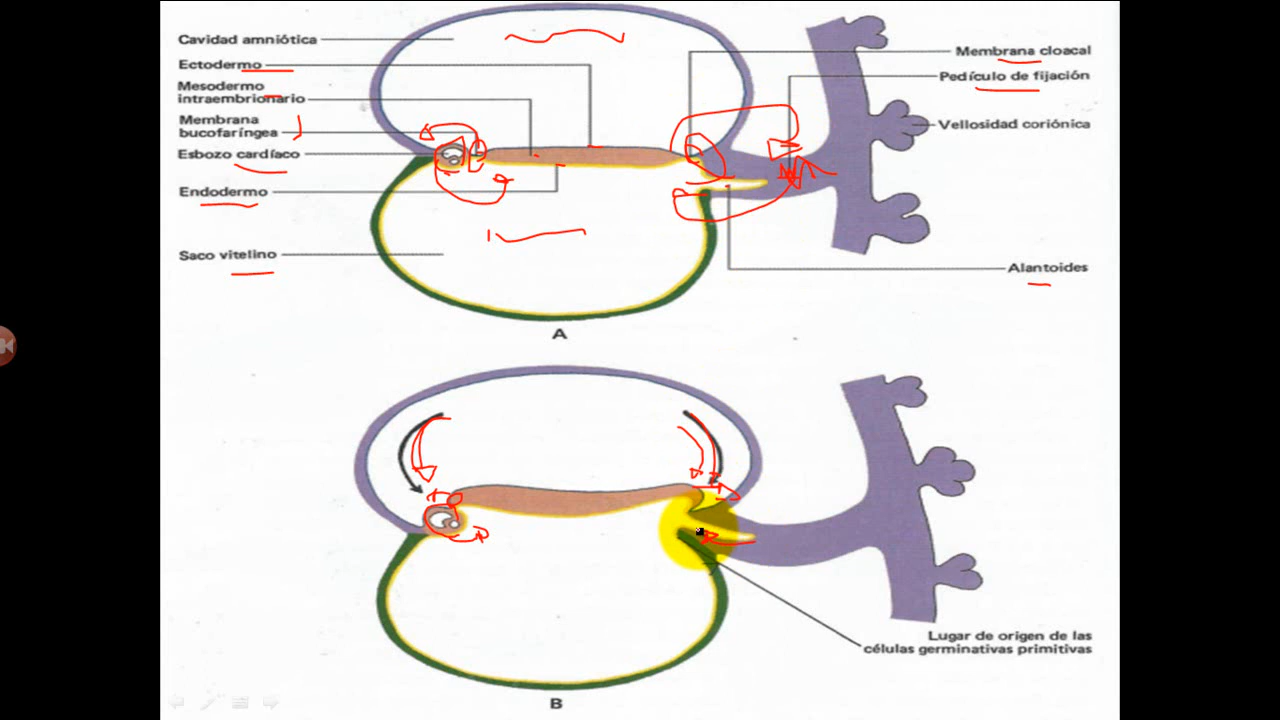 Cavidad amniótica
Ectodermo
Mesodermo
intraembrionario
Membrana
bucofaríngea
Esbozo cardíaco
Endodermo
Saco vitelino
Membrana cloacal
Pedículo de fijación
Vellosidad coriónica
Alantoides
A
Lugar de origen de las
células germinativas primitivas
B